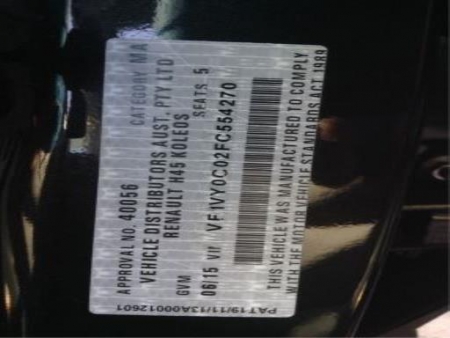 APPROVAL NO. 40056 CATEGORY MA
VEHICLE DISTRIBUTORS AUST. PTY LTD
RENAULT H45 KOLEOS
GVM SEATS 5
06/15 VIF VF1VY0C02FC554270
THIS VEHICLE WAS MANUFACTURED TO COMPLY
WITH THE MOTOR VEHICLE STANDARDS ACT 1989
PAT19/11/13A00012601